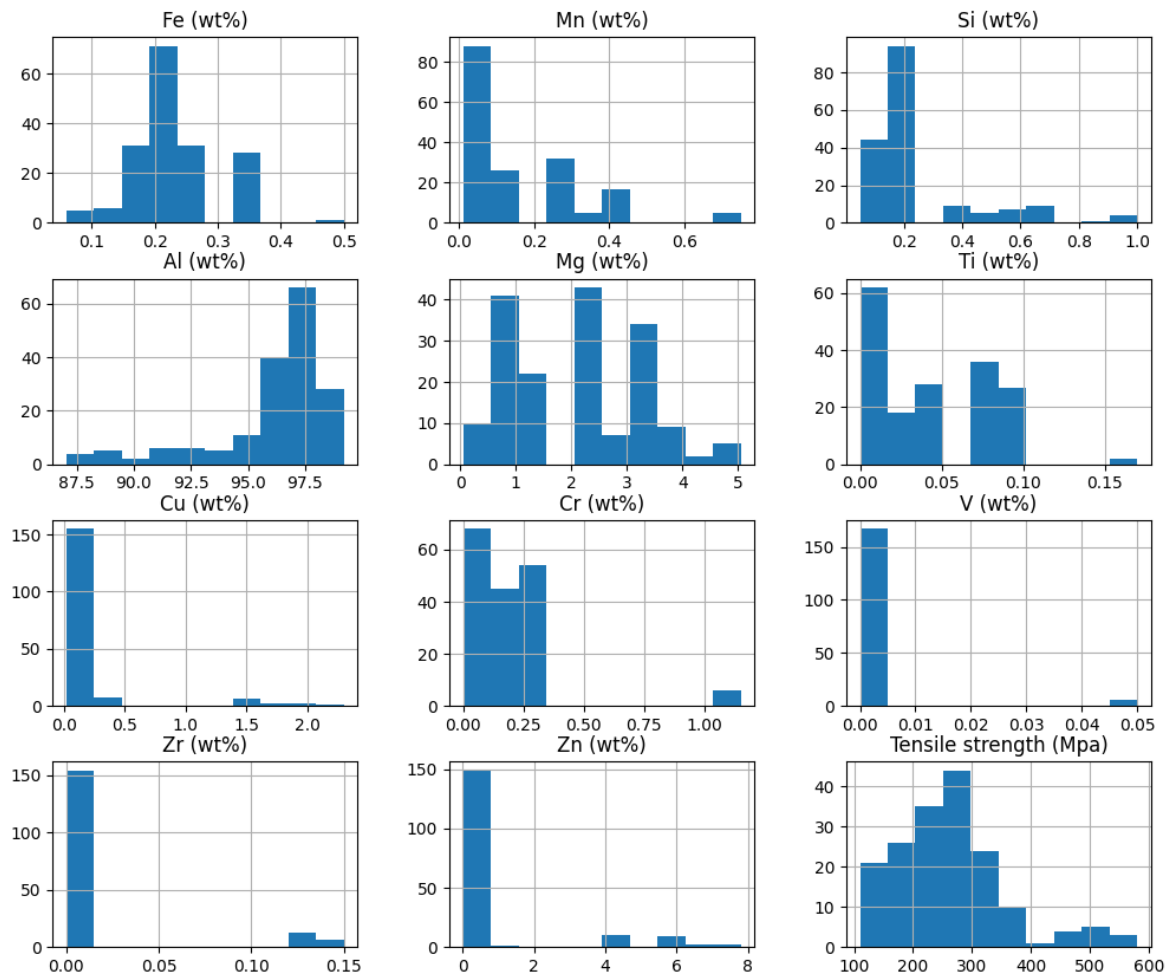 Fe (wt%)
Mn (wt%)
Si (wt%)
60
40
20
0
0.1 0.2 0.3 0.4 0.5
80
60
40
20
0
0.0 0.2 0.4 0.6
80
60
40
20
0
0.2 0.4 0.6 0.8 1.0
Al (wt%)
Mg (wt%)
Ti (wt%)
60
40
20
0
87.5 90.0 92.5 95.0 97.5
40
30
20
10
0
0 1 2 3 4 5
60
40
20
0
0.00 0.05 0.10 0.15
Cu (wt%)
Cr (wt%)
V (wt%)
150
100
50
0
0.0 0.5 1.0 1.5 2.0
60
40
20
0
0.00 0.25 0.50 0.75 1.00
150
100
50
0
0.00 0.01 0.02 0.03 0.04 0.05
Zr (wt%)
Zn (wt%)
Tensile strength (Mpa)
150
100
50
0
0.00 0.05 0.10 0.15
150
100
50
0
0 2 4 6 8
40
30
20
10
0
100 200 300 400 500 600